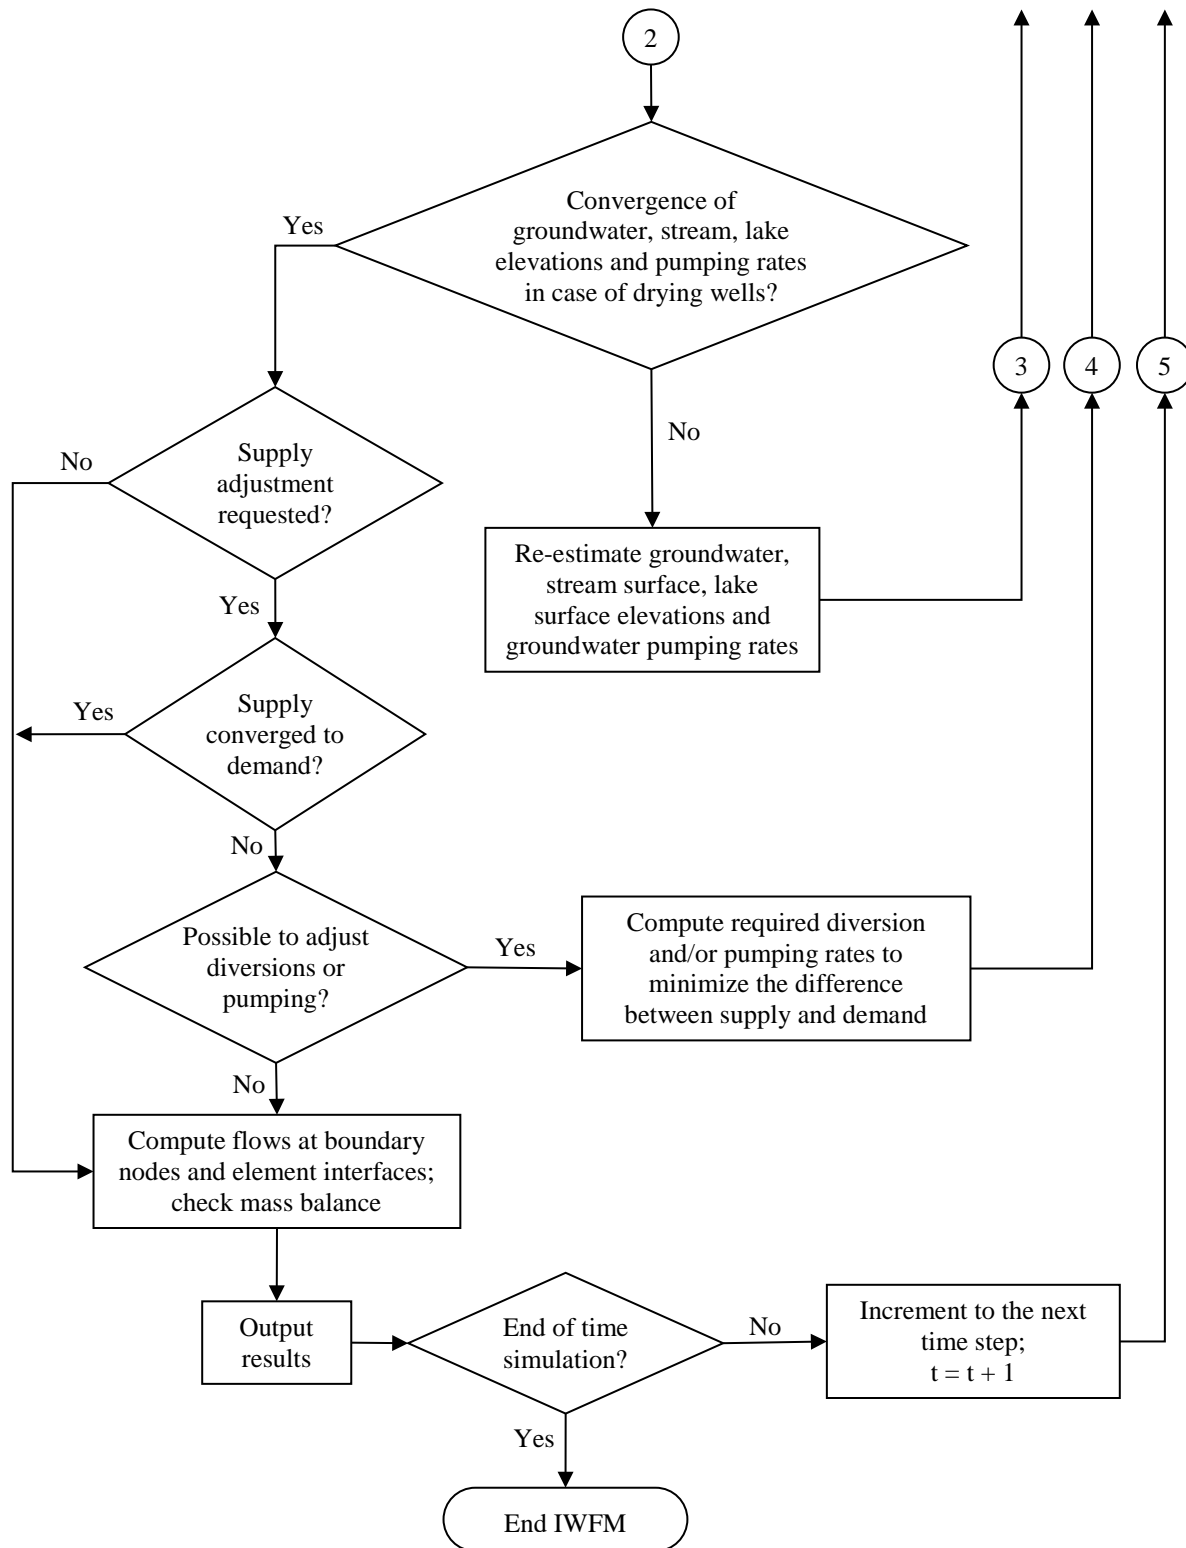 2
Convergence of
groundwater, stream, lake
elevations and pumping rates
in case of drying wells?
Yes
No
3
4
5
Supply
adjustment
requested?
No
Yes
Re-estimate groundwater,
stream surface, lake
surface elevations and
groundwater pumping rates
Supply
converged to
demand?
Yes
No
Possible to adjust
diversions or
pumping?
Yes
No
Compute required diversion
and/or pumping rates to
minimize the difference
between supply and demand
Compute flows at boundary
nodes and element interfaces;
check mass balance
Output
results
End of time
simulation?
No
Yes
Increment to the next
time step;
t = t + 1
End IWFM